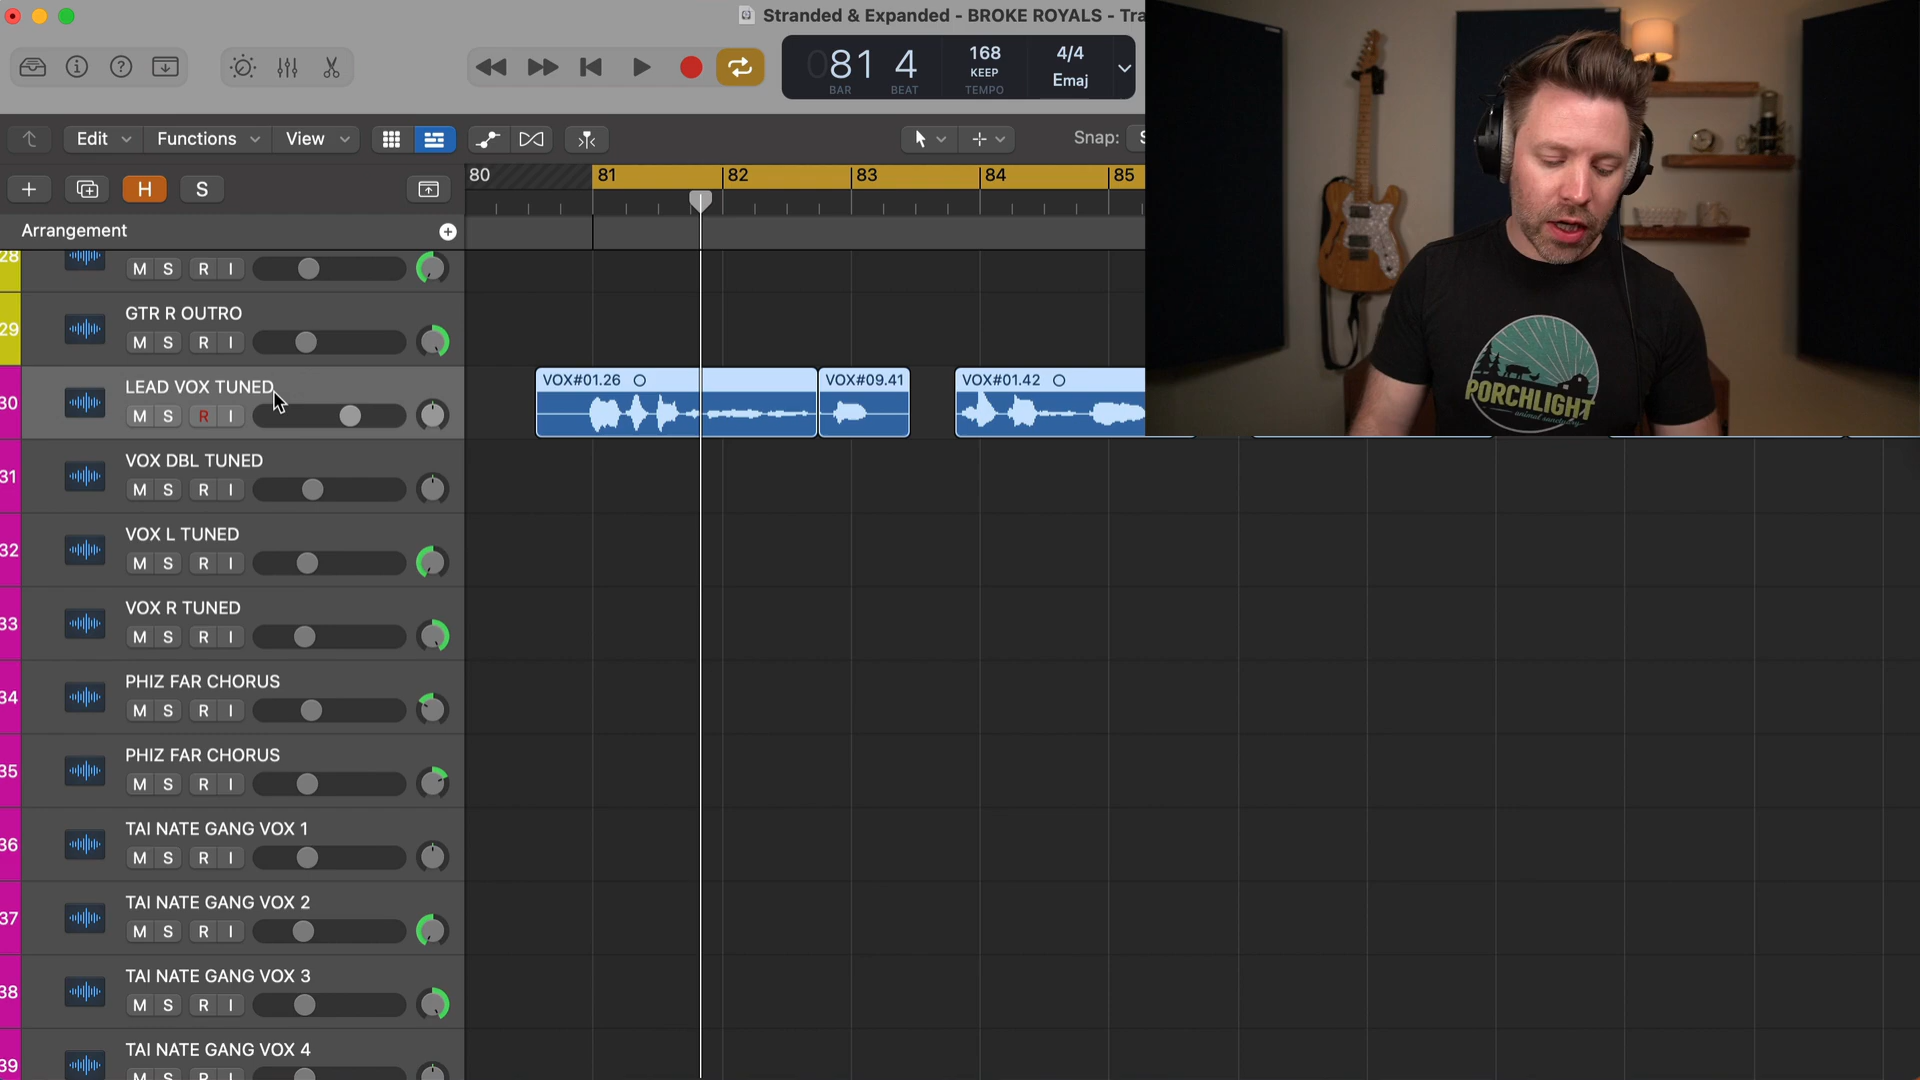 Stranded & Expanded - BROKE ROYALS - Tra
081 4
BAR BEAT
168
KEEP
TEMPO
4/4
Emaj
Edit Functions View
Snap: S
H S
80 81 82 83 84 85
Arrangement
28
M S R I
GTR R OUTRO
29
M S R I
LEAD VOX TUNED
30
M S R I
VOX#01.26 VOX#09.41 VOX#01.42
VOX DBL TUNED
31
M S R I
VOX L TUNED
32
M S R I
VOX R TUNED
33
M S R I
PHIZ FAR CHORUS
34
M S R I
PHIZ FAR CHORUS
35
M S R I
TAI NATE GANG VOX 1
36
M S R I
TAI NATE GANG VOX 2
37
M S R I
TAI NATE GANG VOX 3
38
M S R I
TAI NATE GANG VOX 4
39
M S R I
PORCHLIGHT
animal sanctuary